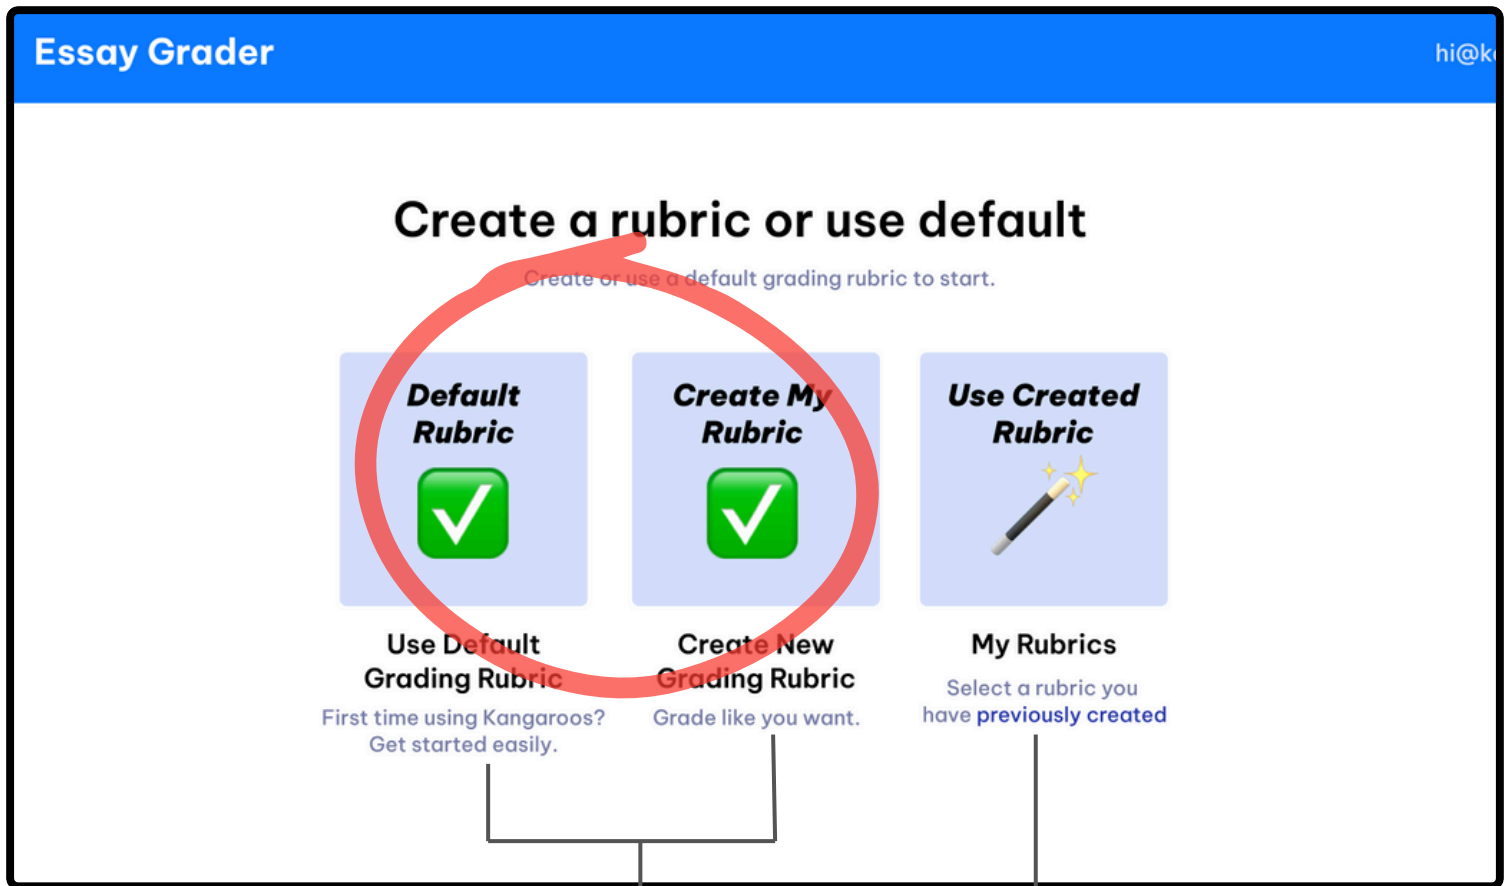 Essay Grader
hi@k
Create a rubric or use default
Create or use a default grading rubric to start.
Default
Rubric
Create My
Rubric
Use Created
Rubric
Use Default
Grading Rubric
First time using Kangaroos?
Get started easily.
Create New
Grading Rubric
Grade like you want.
My Rubrics
Select a rubric you
have previously created